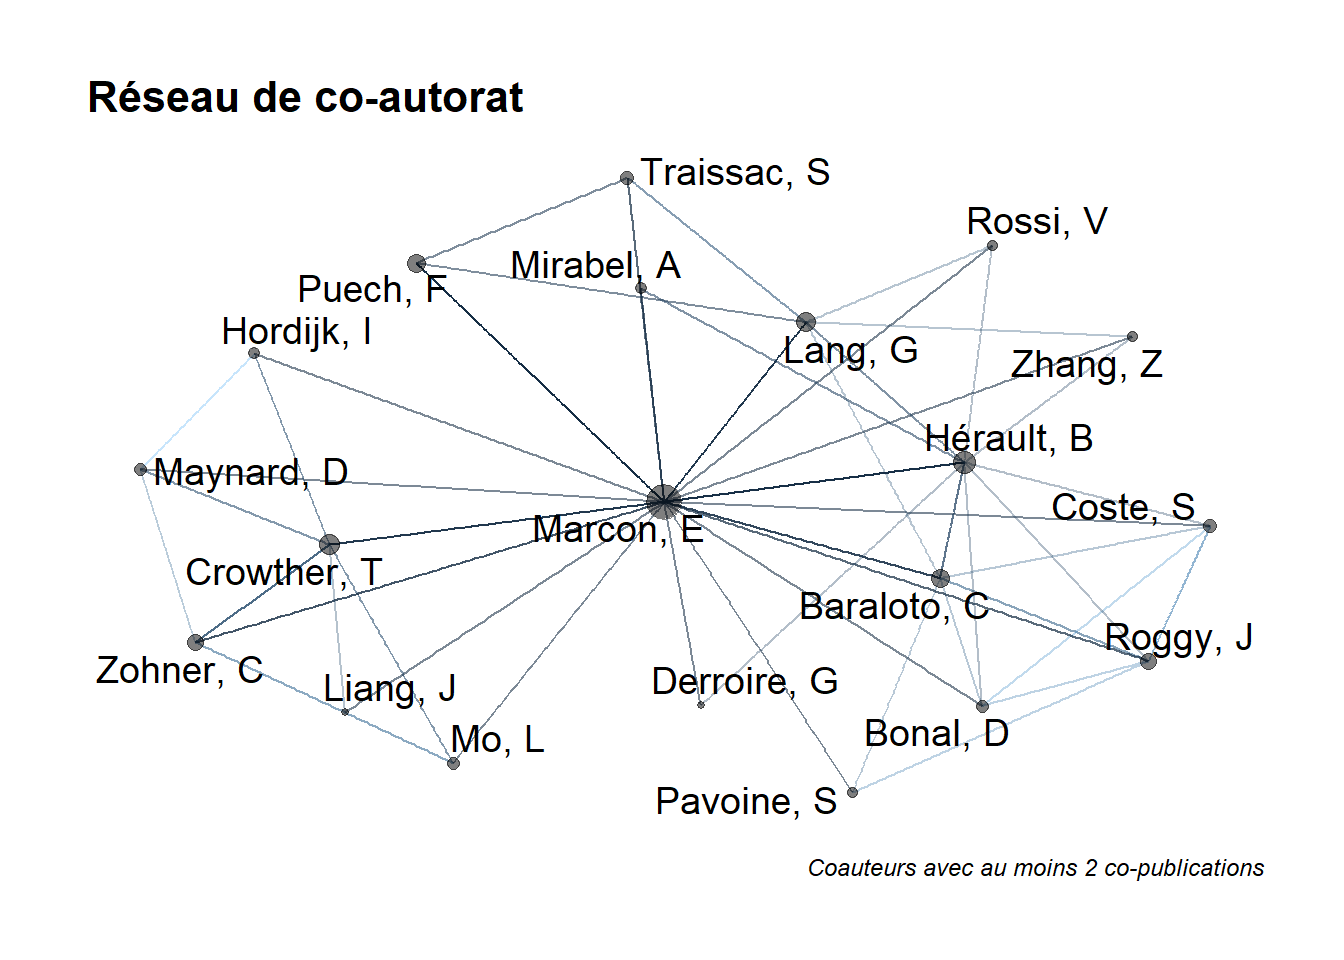 Réseau de co-autorat
Traissac, S
Rossi, V
Mirabel, A
Puech, F
Hordijk, I
Lang, G
Zhang, Z
Hérault, B
Maynard, D
Coste, S
Marcon, E
Crowther, T
Baraloto, C
Roggy, J
Zohner, C
Liang, J
Derroire, G
Bonal, D
Mo, L
Pavoine, S
Coauteurs avec au moins 2 co-publications